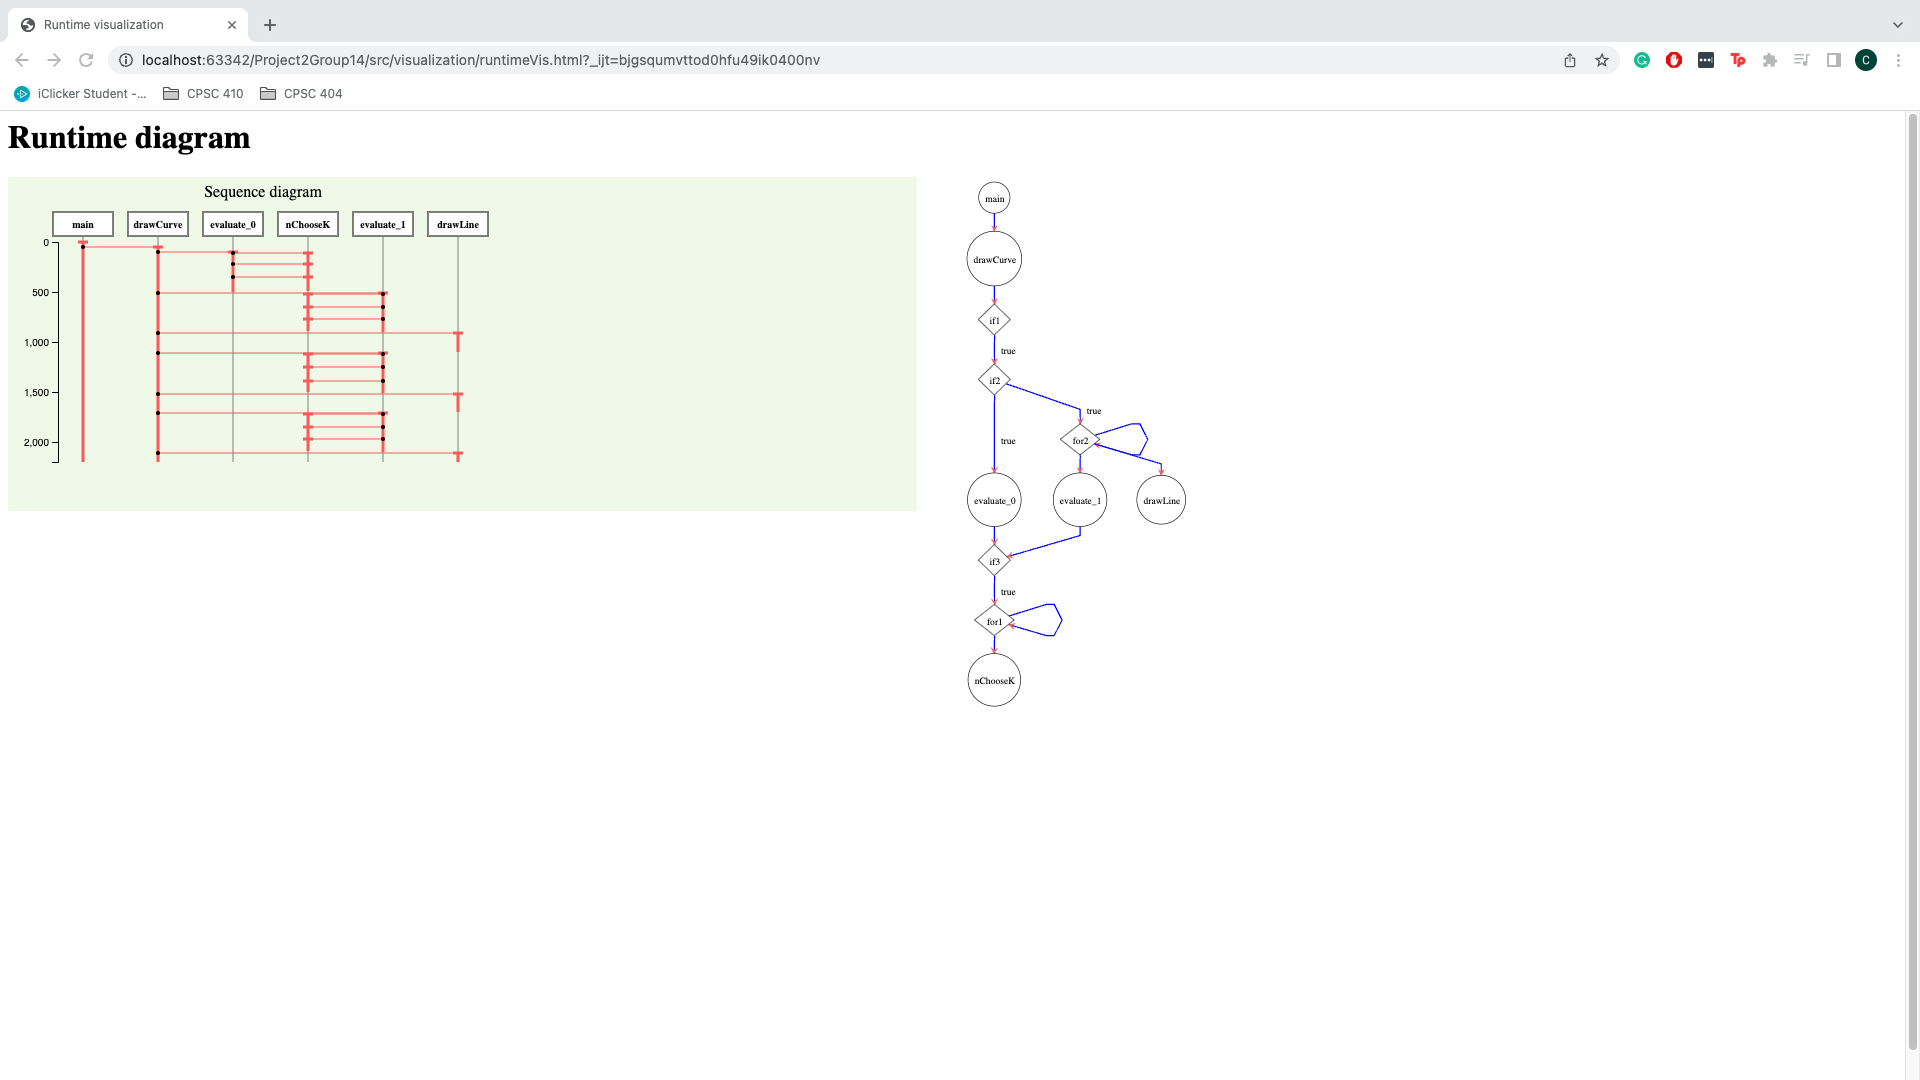 Runtime visualization
localhost:63342/Project2Group14/src/visualization/runtimeVis.html?_ijt=bjgsqumvttod0hfu49ik0400nv
C
iClicker Student -... CPSC 410 CPSC 404
Runtime diagram
Sequence diagram
main drawCurve evaluate_0 nChooseK evaluate_1 drawLine
0
500
1,000
1,500
2,000
main
drawCurve
if1
true
if2
true
for2
true
evaluate_0 evaluate_1 drawLine
if3
true
for1
nChooseK